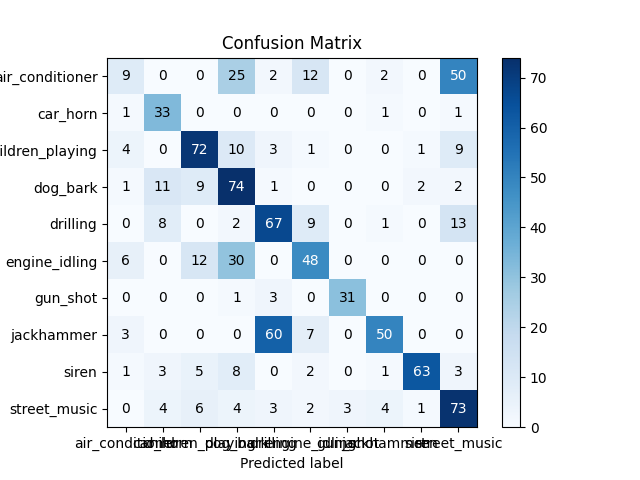 Confusion Matrix
air_conditioner 9 0 0 25 2 12 0 2 0 50
car_horn 1 33 0 0 0 0 0 1 0 1
ildren_playing 4 0 72 10 3 1 0 0 1 9
dog_bark 1 11 9 74 1 0 0 0 2 2
drilling 0 8 0 2 67 9 0 1 0 13
engine_idling 6 0 12 30 0 48 0 0 0 0
gun_shot 0 0 0 1 3 0 31 0 0 0
jackhammer 3 0 0 0 60 7 0 50 0 0
siren 1 3 5 8 0 2 0 1 63 3
street_music 0 4 6 4 3 2 3 4 1 73
70
60
50
40
30
20
10
0
street_music
Predicted label